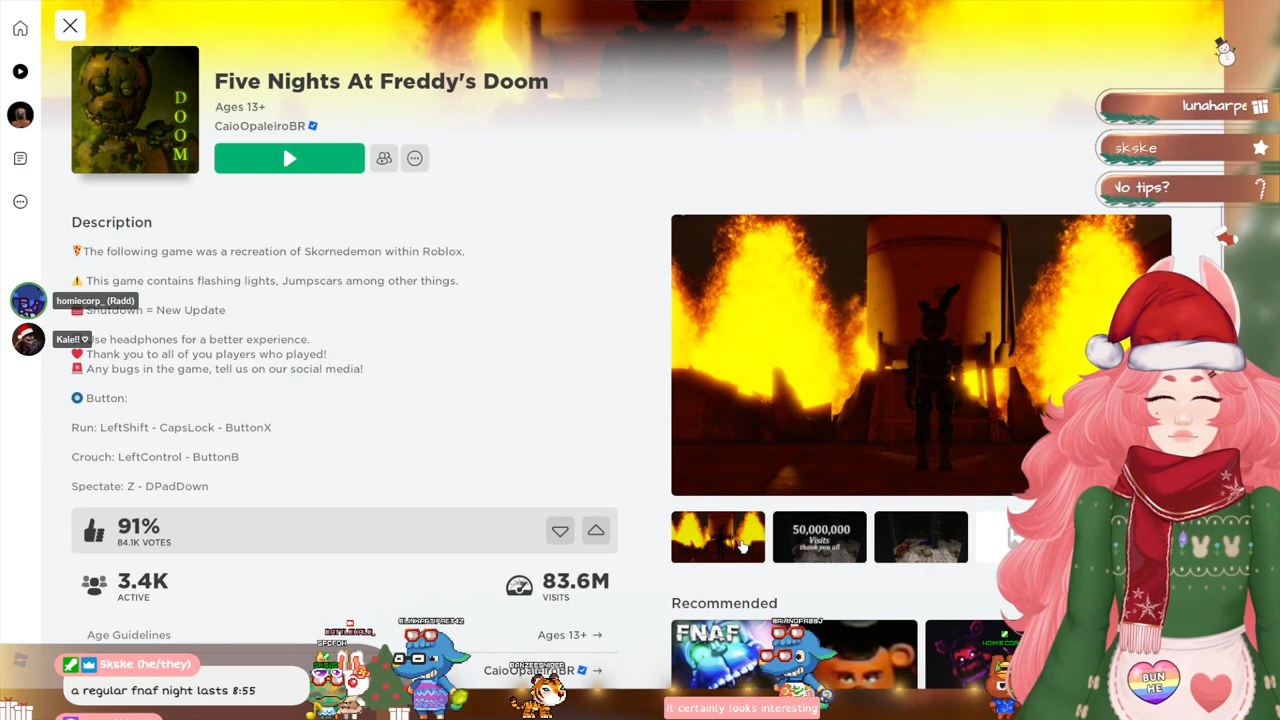 Five Nights At Freddy's Doom
Ages 13+
CaioOpaleiroBR
DOOM
lunaharpe
skske
No tips?
Description
🍕The following game was a recreation of Skornedemon within Roblox.
⚠️ This game contains flashing lights, Jumpscars among other things.
homiecorp_ (Radd)
Shutdown = New Update
Kale!!
se headphones for a better experience.
❤️ Thank you to all of you players who played!
🚨 Any bugs in the game, tell us on our social media!
Button:
Run: LeftShift - CapsLock - ButtonX
Crouch: LeftControl - ButtonB
Spectate: Z - DPadDown
91%
84.1K VOTES
3.4K
ACTIVE
83.6M
VISITS
50,000,000
Visits
thank you all
Recommended
Age Guidelines
Ages 13+ →
CaioOpaleiroBR →
FNAF
Skske (he/they)
a regular fnaf night lasts 8:55
it certainly looks interesting
BUN
HE